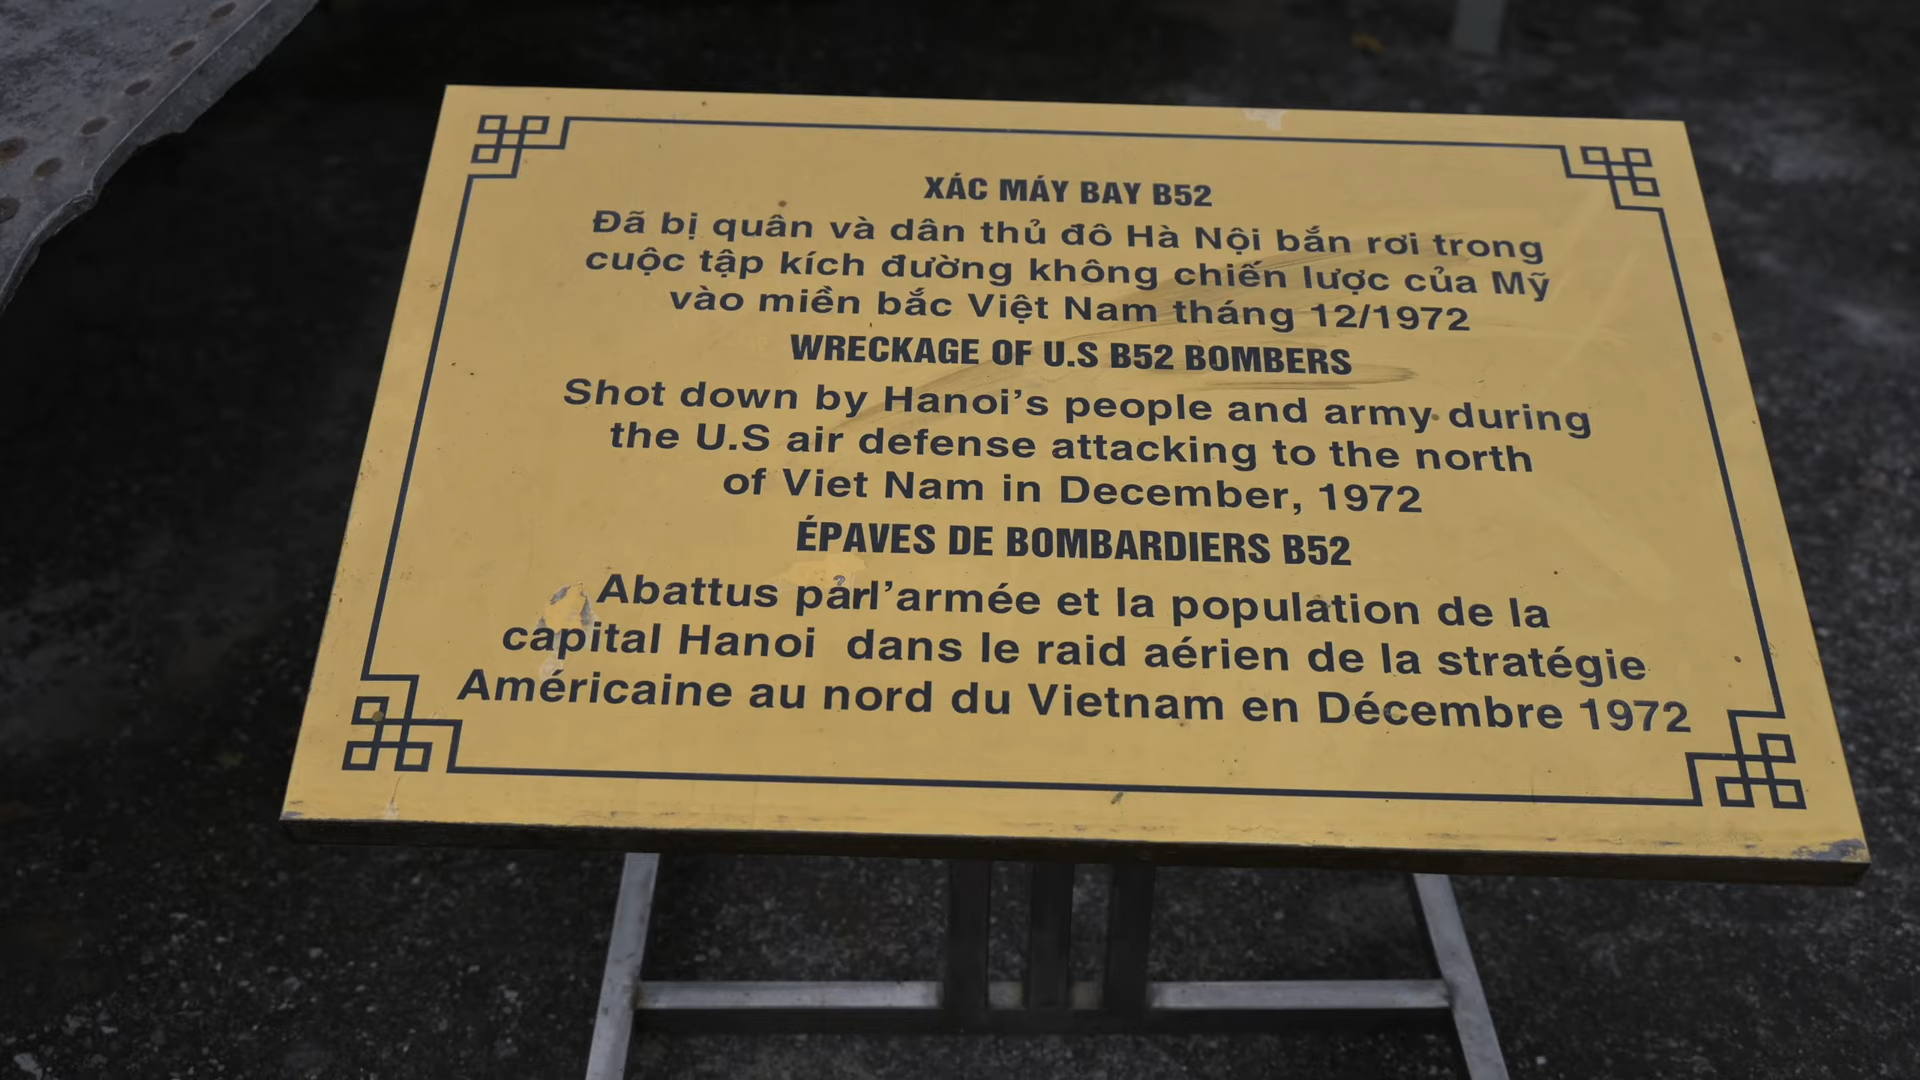 XÁC MÁY BAY B52
Đã bị quân và dân thủ đô Hà Nội bắn rơi trong
cuộc tập kích đường không chiến lược của Mỹ
vào miền bắc Việt Nam tháng 12/1972
WRECKAGE OF U.S B52 BOMBERS
Shot down by Hanoi's people and army during
the U.S air defense attacking to the north
of Viet Nam in December, 1972
ÉPAVES DE BOMBARDIERS B52
Abattus parl'armée et la population de la
capital Hanoi dans le raid aérien de la stratégie
Américaine au nord du Vietnam en Décembre 1972